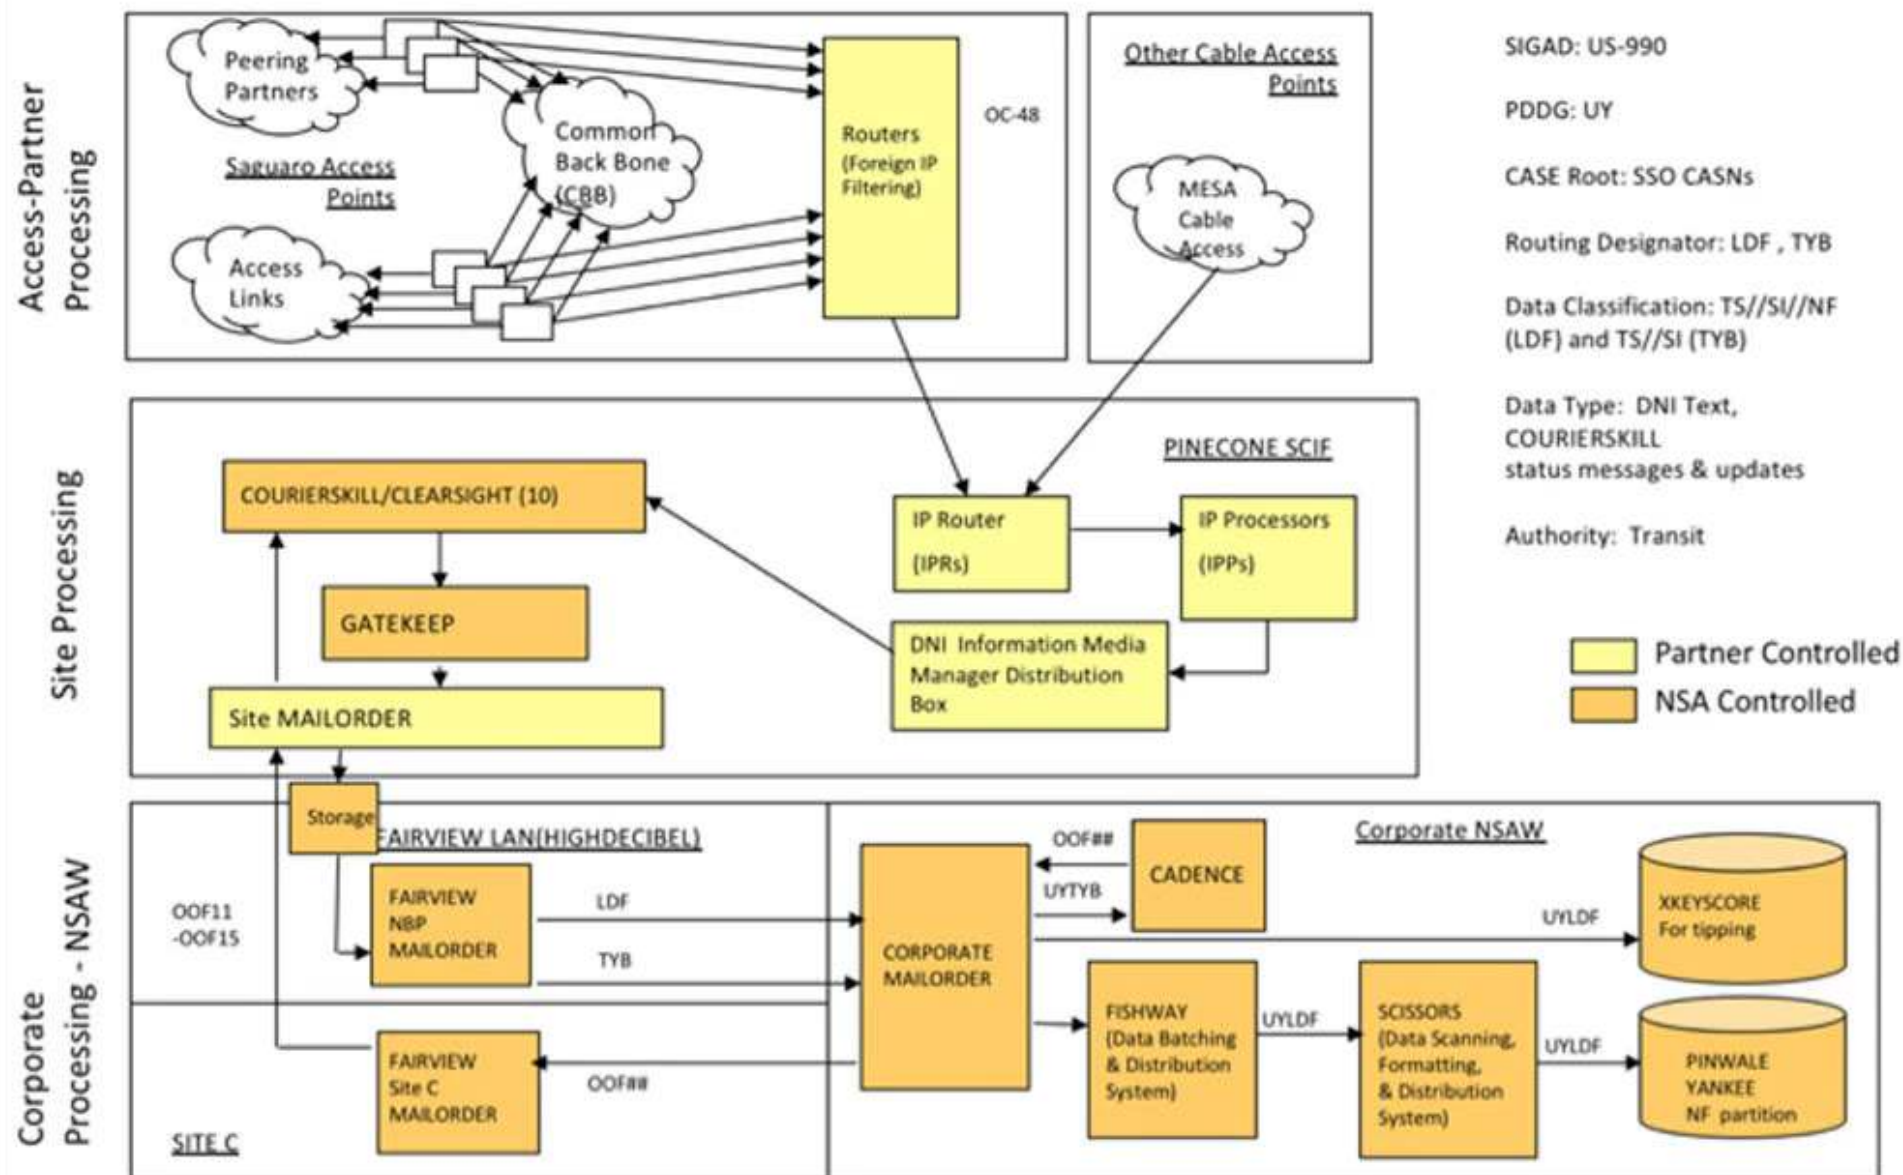 Access-Partner
Processing
Peering
Partners
Saguaro Access
Points
Common
Back Bone
(CBB)
Access
Links
Routers
(Foreign IP
Filtering)
OC-48
Other Cable Access
Points
MESA
Cable
Access
SIGAD: US-990
PDDG: UY
CASE Root: SSO CASNs
Routing Designator: LDF , TYB
Data Classification: TS//SI//NF
(LDF) and TS//SI (TYB)
Data Type: DNI Text,
COURIERSKILL
status messages & updates
Authority: Transit
Partner Controlled
NSA Controlled
Site Processing
PINECONE SCIF
COURIERSKILL/CLEARSIGHT (10)
GATEKEEP
Site MAILORDER
IP Router
(IPRs)
IP Processors
(IPPs)
DNI Information Media
Manager Distribution
Box
Corporate
Processing - NSAW
Storage
FAIRVIEW LAN(HIGHDECIBEL)
OOF11
-OOF15
FAIRVIEW
NBP
MAILORDER
LDF
TYB
FAIRVIEW
Site C
MAILORDER
OOF##
SITE C
Corporate NSAW
CORPORATE
MAILORDER
OOF##
UYTYB
CADENCE
UYLDF
XKEYSCORE
For tipping
FISHWAY
(Data Batching
& Distribution
System)
UYLDF
SCISSORS
(Data Scanning,
Formatting,
& Distribution
System)
UYLDF
PINWALE
YANKEE
NF partition